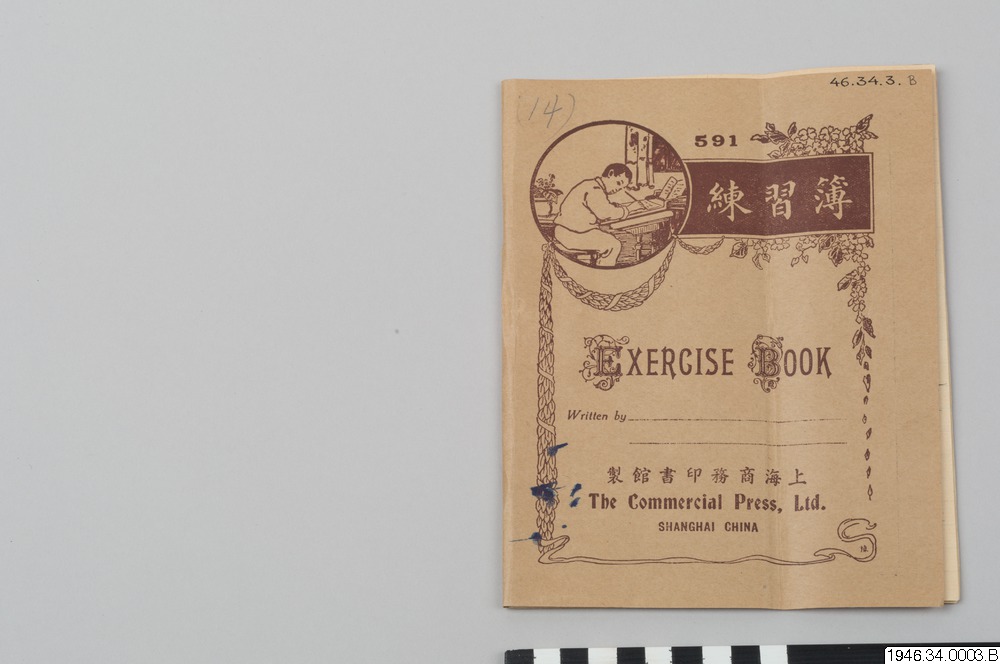 46.34.3. B
(14)
591
練習簿
EXERCISE BOOK
Written by
製館書印務商海上
The Commercial Press, Ltd.
SHANGHAI CHINA
1946.34.0003.B